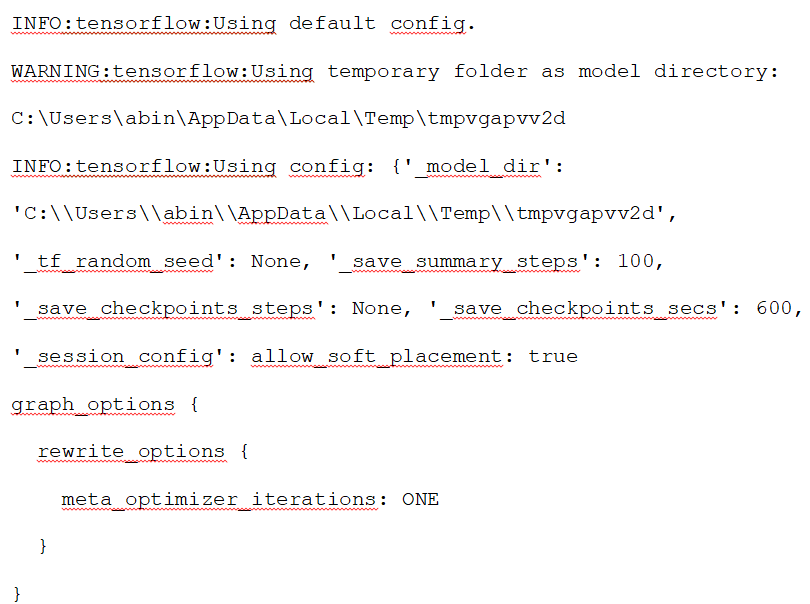 INFO:tensorflow:Using default config.
WARNING:tensorflow:Using temporary folder as model directory:
C:\Users\abin\AppData\Local\Temp\tmpvgapvv2d
INFO:tensorflow:Using config: {'_model_dir':
'C:\\Users\\abin\\AppData\\Local\\Temp\\tmpvgapvv2d',
'_tf_random_seed': None, '_save_summary_steps': 100,
'_save_checkpoints_steps': None, '_save_checkpoints_secs': 600,
'_session_config': allow_soft_placement: true
graph_options {
  rewrite_options {
    meta_optimizer_iterations: ONE
  }
}